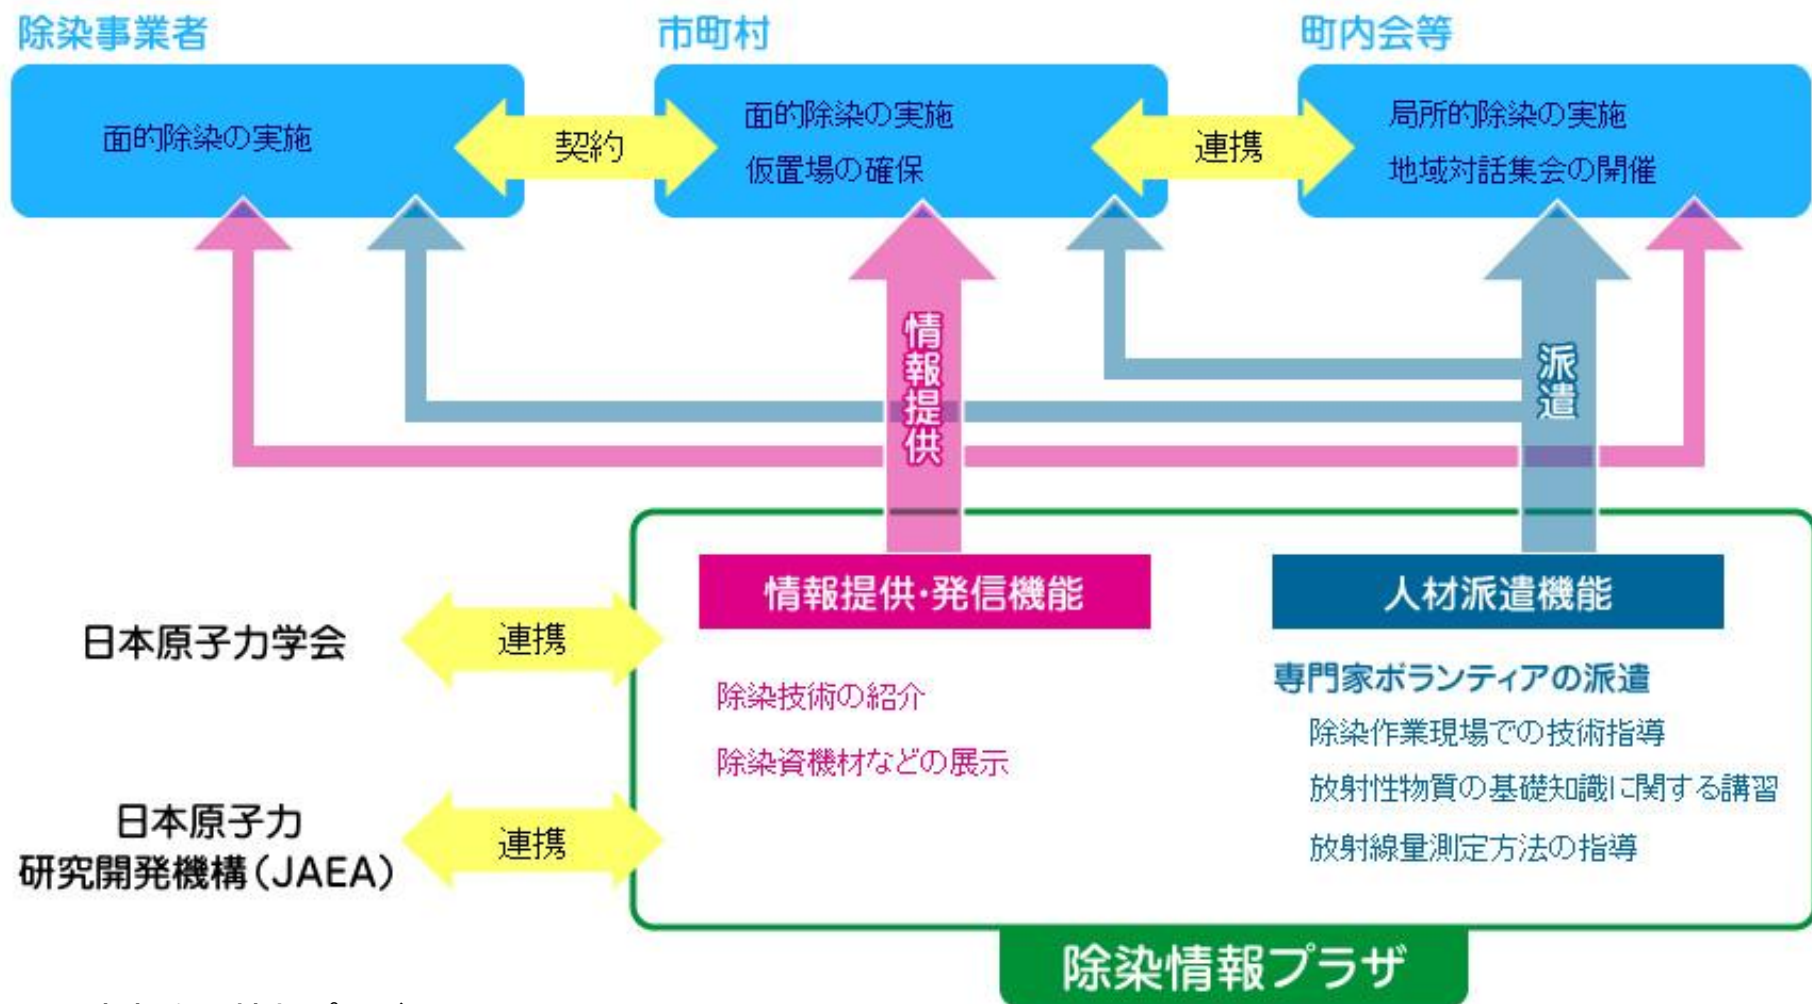 除染事業者
市町村
町内会等
面的除染の実施
契約
面的除染の実施
仮置場の確保
連携
局所的除染の実施
地域対話集会の開催
情報提供
派遣
情報提供・発信機能
人材派遣機能
日本原子力学会
連携
除染技術の紹介
除染資機材などの展示
専門家ボランティアの派遣
除染作業現場での技術指導
放射性物質の基礎知識に関する講習
放射線量測定方法の指導
日本原子力
研究開発機構(JAEA)
連携
除染情報プラザ